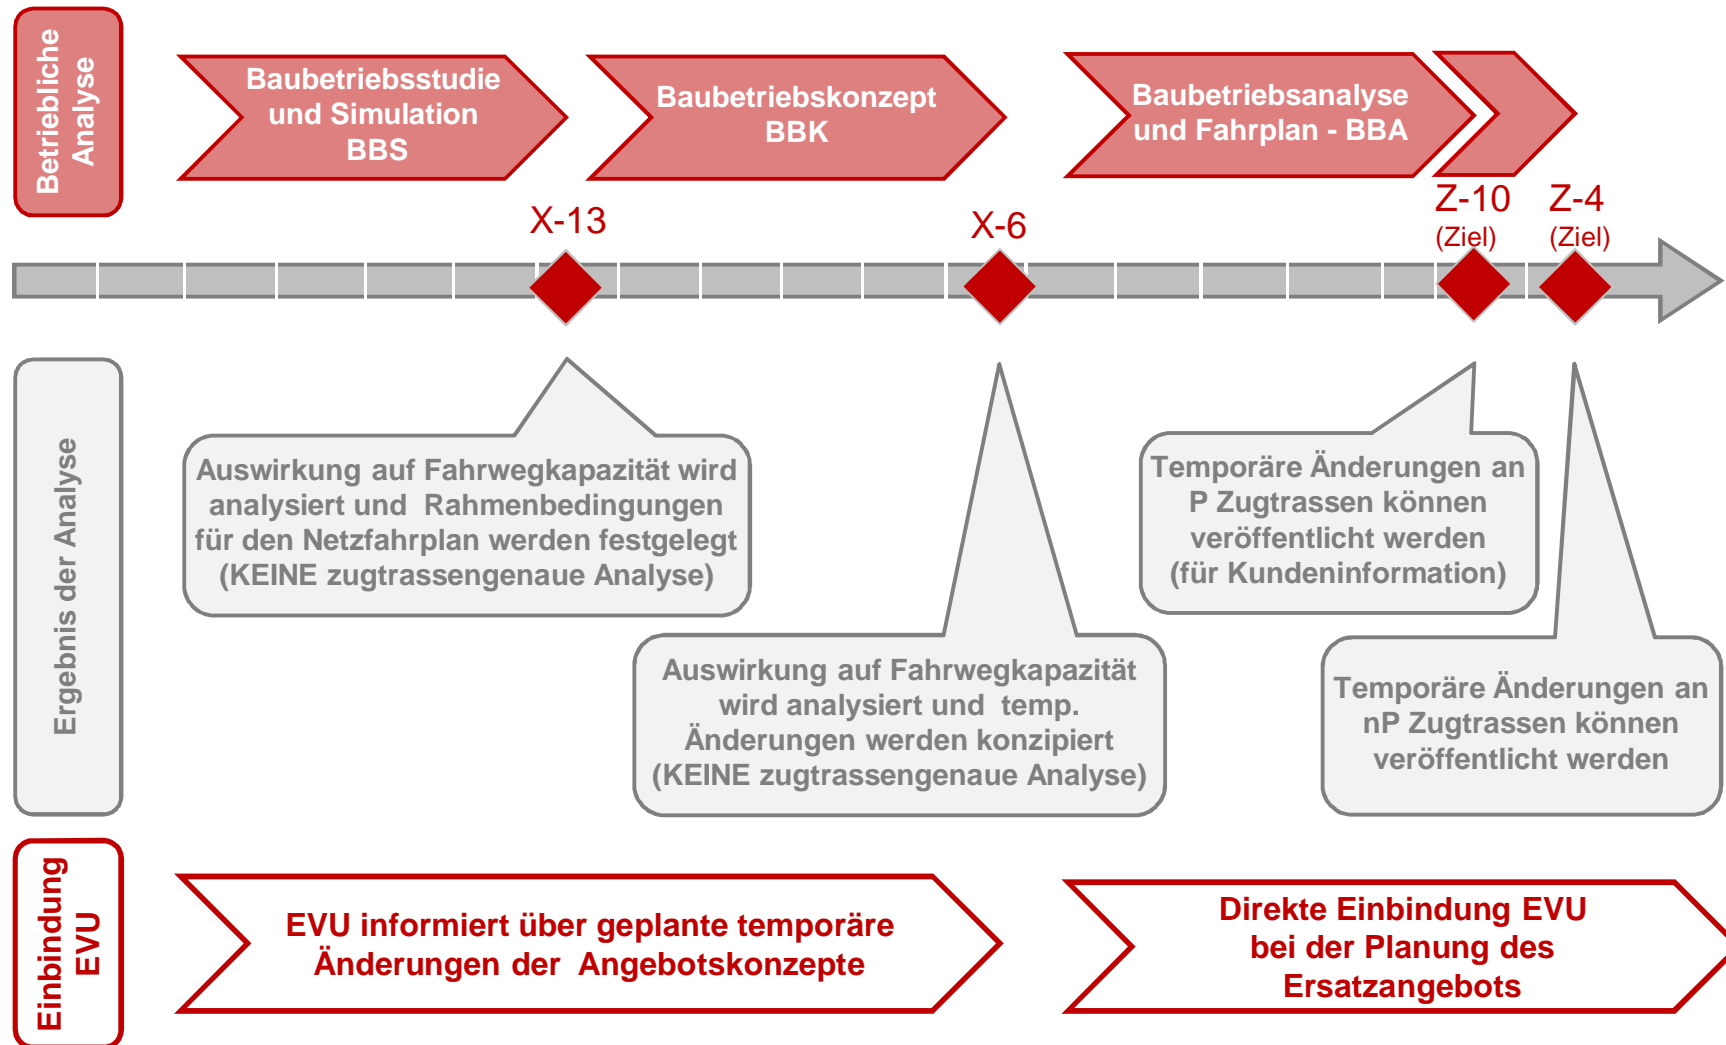 Betriebliche
Analyse
Baubetriebsstudie
und Simulation
BBS
Baubetriebskonzept
BBK
Baubetriebsanalyse
und Fahrplan - BBA
X-13
X-6
Z-10
(Ziel)
Z-4
(Ziel)
Ergebnis der Analyse
Auswirkung auf Fahrwegkapazität wird
analysiert und Rahmenbedingungen
für den Netzfahrplan werden festgelegt
(KEINE zugtrassengenaue Analyse)
Auswirkung auf Fahrwegkapazität
wird analysiert und temp.
Änderungen werden konzipiert
(KEINE zugtrassengenaue Analyse)
Temporäre Änderungen an
P Zugtrassen können
veröffentlicht werden
(für Kundeninformation)
Temporäre Änderungen an
nP Zugtrassen können
veröffentlicht werden
Einbindung
EVU
EVU informiert über geplante temporäre
Änderungen der Angebotskonzepte
Direkte Einbindung EVU
bei der Planung des
Ersatzangebots